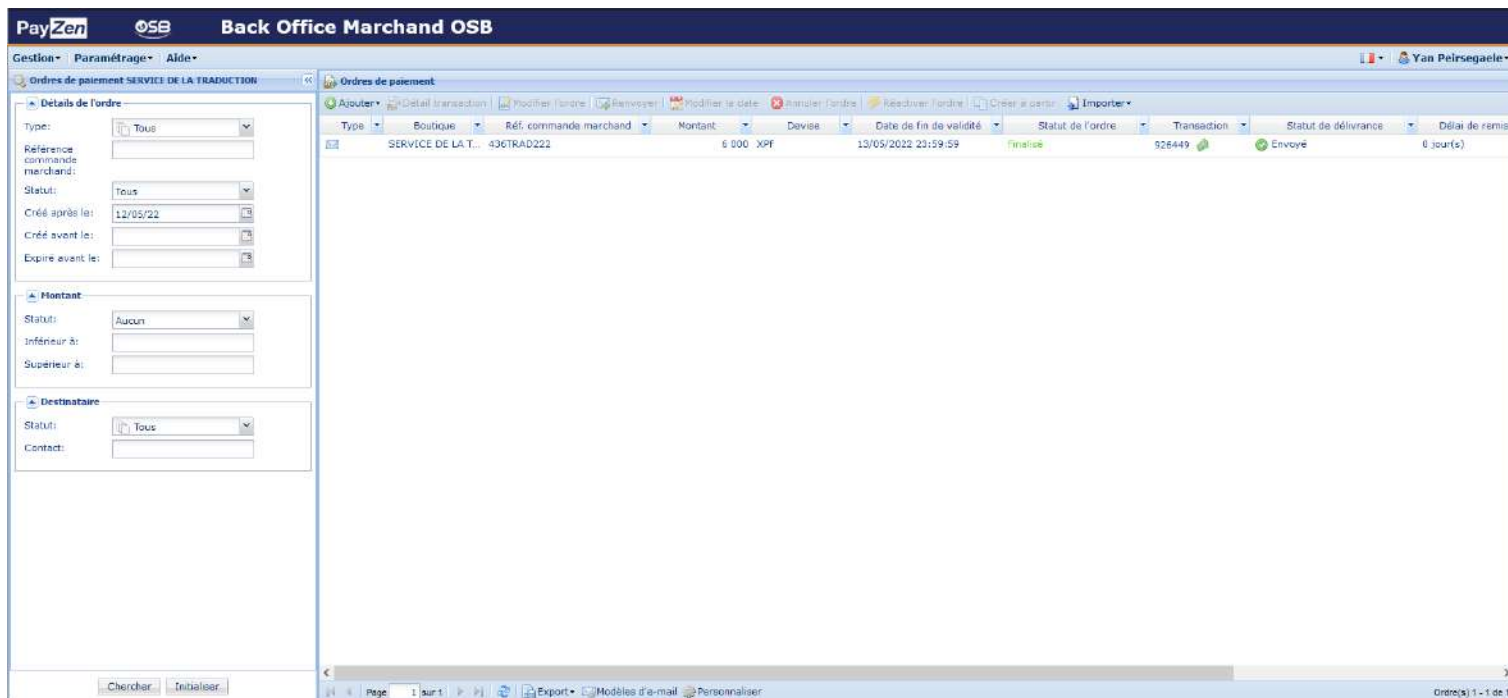 PayZen OSB Back Office Marchand OSB
Gestion Paramétrage Aide Yan Peirsegaele
Ordres de paiement SERVICE DE LA TRADUCTION
Détails de l'ordre
Type: Tous
Référence commande marchand:
Statut: Tous
Créé après le: 12/05/22
Créé avant le:
Expiré avant le:
Montant
Statut: Aucun
Inférieur à:
Supérieur à:
Destinataire
Statut: Tous
Contact:
Chercher Initialiser
Ordres de paiement
Ajouter Détail transaction Modifier l'ordre Renvoyer Modifier la date Annuler l'ordre Réactiver l'ordre Créer à partir Importer
Type Boutique Réf. commande marchand Montant Devise Date de fin de validité Statut de l'ordre Transaction Statut de délivrance Délai de remis
SERVICE DE LA T... 436TRAD222 6 000 XPF 13/05/2022 23:59:59 Finalisé 926449 Envoyé 0 jour(s)
Page 1 sur 1 Export Modèles d'e-mail Personnaliser Ordre(s) 1 - 1 de